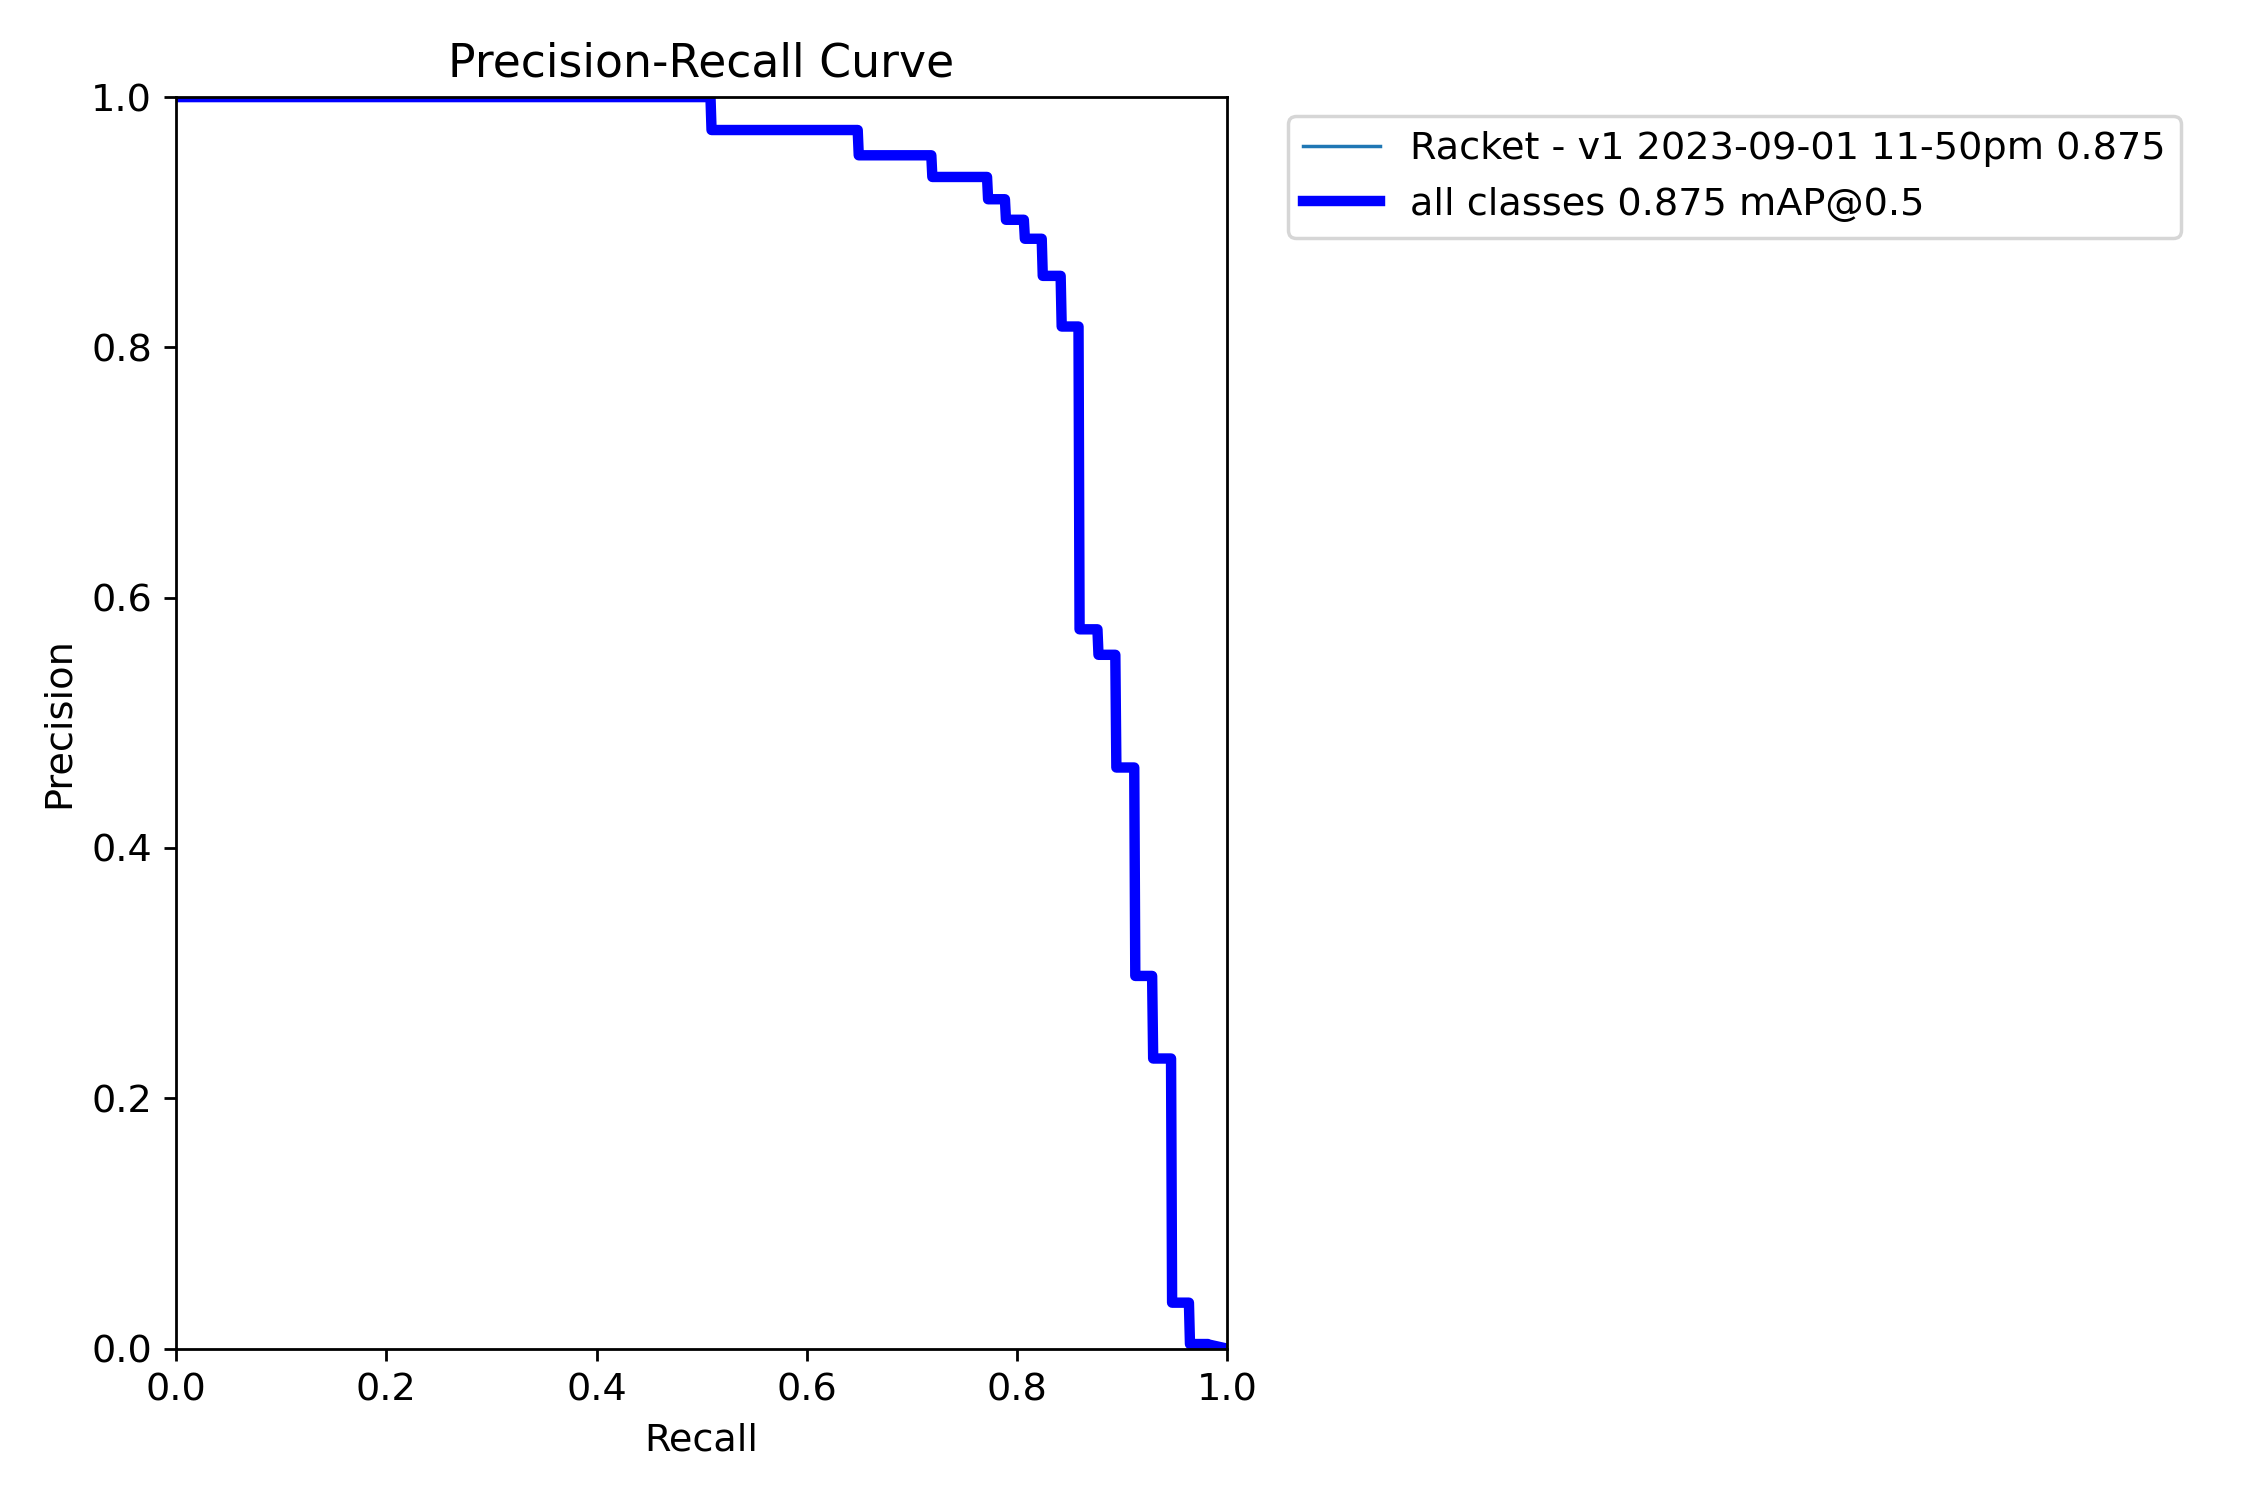 Precision-Recall Curve
1.0
0.8
0.6
0.4
0.2
0.0
Precision
0.0 0.2 0.4 0.6 0.8 1.0
Recall
Racket - v1 2023-09-01 11-50pm 0.875
all classes 0.875 mAP@0.5